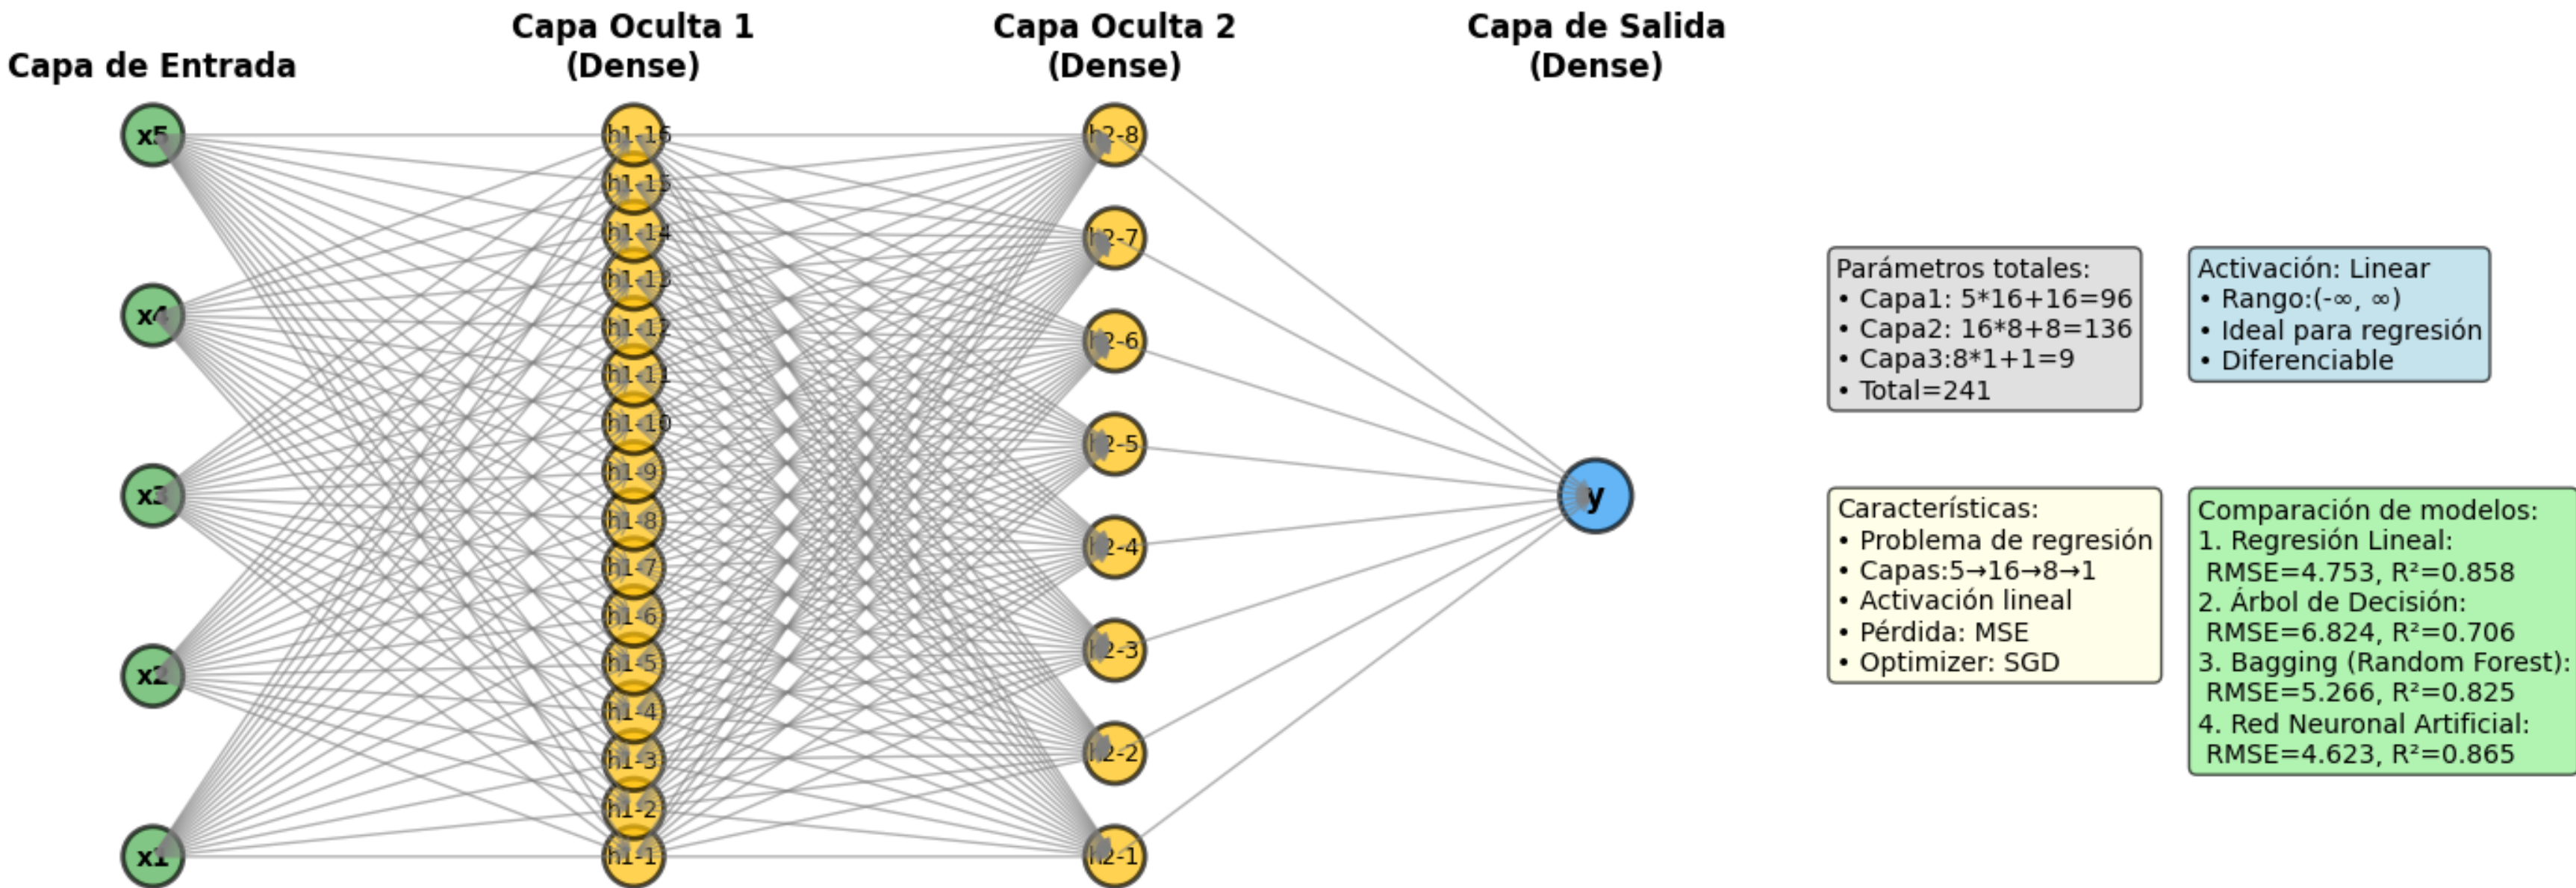 Capa de Entrada
Capa Oculta 1
(Dense)
Capa Oculta 2
(Dense)
Capa de Salida
(Dense)
x5
x4
x3
x2
x1
h1-16
h1-15
h1-14
h1-13
h1-12
h1-11
h1-10
h1-9
h1-8
h1-7
h1-6
h1-5
h1-4
h1-3
h1-2
h1-1
h2-8
h2-7
h2-6
h2-5
h2-4
h2-3
h2-2
h2-1
y
Parámetros totales:
• Capa1: 5*16+16=96
• Capa2: 16*8+8=136
• Capa3:8*1+1=9
• Total=241
Activación: Linear
• Rango:(-∞, ∞)
• Ideal para regresión
• Diferenciable
Características:
• Problema de regresión
• Capas:5→16→8→1
• Activación lineal
• Pérdida: MSE
• Optimizer: SGD
Comparación de modelos:
1. Regresión Lineal:
RMSE=4.753, R²=0.858
2. Árbol de Decisión:
RMSE=6.824, R²=0.706
3. Bagging (Random Forest):
RMSE=5.266, R²=0.825
4. Red Neuronal Artificial:
RMSE=4.623, R²=0.865